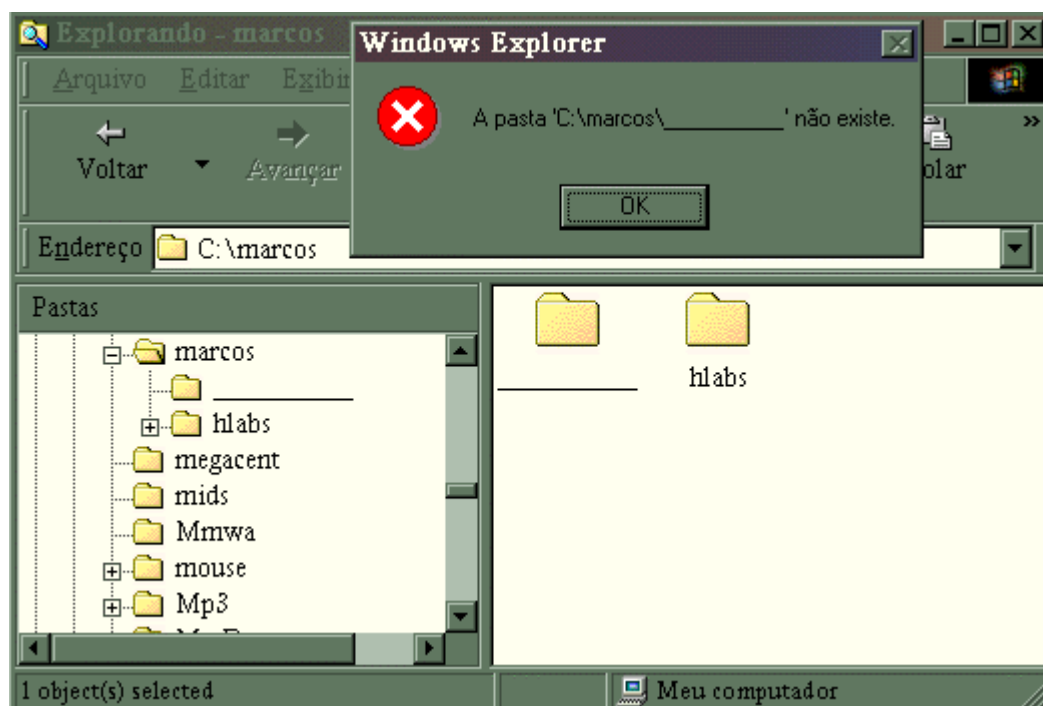 Explorando - marcos
Windows Explorer
Arquivo Editar Exibir
A pasta 'C:\marcos\__________' não existe.
OK
Voltar Avançar olar »
Endereço C:\marcos
Pastas
marcos
__________
hlabs
megacent
mids
Mmwa
mouse
Mp3
__________
hlabs
1 object(s) selected
Meu computador